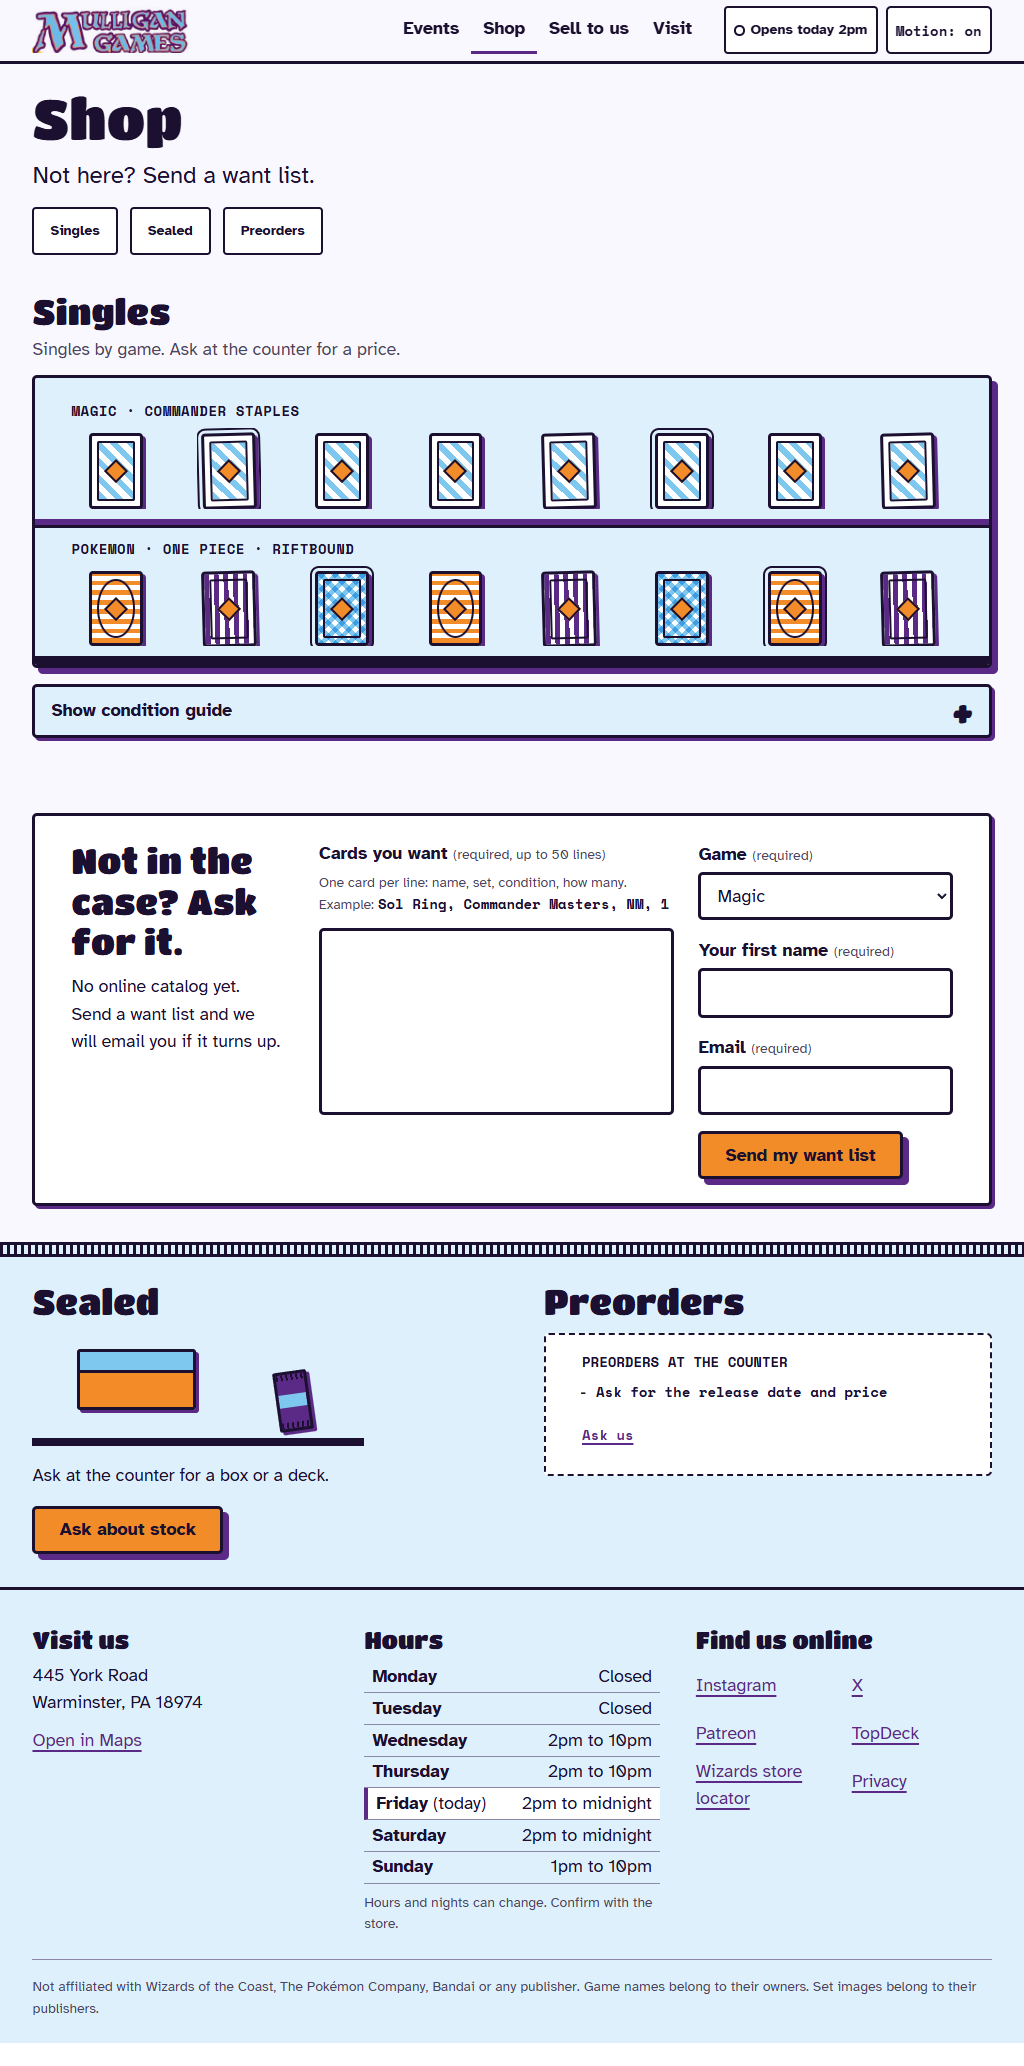 MULLIGAN GAMES
Events Shop Sell to us Visit Opens today 2pm Motion: on
Shop
Not here? Send a want list.
Singles Sealed Preorders
Singles
Singles by game. Ask at the counter for a price.
MAGIC · COMMANDER STAPLES
POKEMON · ONE PIECE · RIFTBOUND
Show condition guide
Not in the
case? Ask
for it.
No online catalog yet.
Send a want list and we
will email you if it turns up.
Cards you want (required, up to 50 lines)
One card per line: name, set, condition, how many.
Example: Sol Ring, Commander Masters, NM, 1
Game (required)
Magic
Your first name (required)
Email (required)
Send my want list
Sealed
Ask at the counter for a box or a deck.
Ask about stock
Preorders
PREORDERS AT THE COUNTER
- Ask for the release date and price
Ask us
Visit us
445 York Road
Warminster, PA 18974
Open in Maps
Hours
Monday Closed
Tuesday Closed
Wednesday 2pm to 10pm
Thursday 2pm to 10pm
Friday (today) 2pm to midnight
Saturday 2pm to midnight
Sunday 1pm to 10pm
Hours and nights can change. Confirm with the
store.
Find us online
Instagram X
Patreon TopDeck
Wizards store
locator
Privacy
Not affiliated with Wizards of the Coast, The Pokémon Company, Bandai or any publisher. Game names belong to their owners. Set images belong to their
publishers.